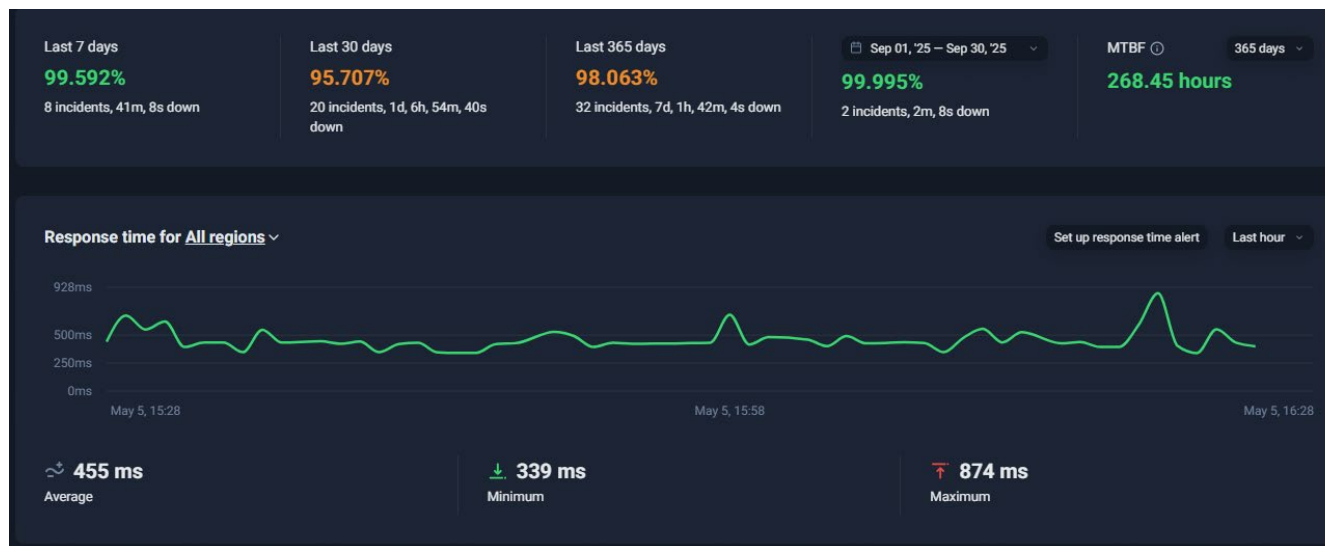 Last 7 days
99.592%
8 incidents, 41m, 8s down
Last 30 days
95.707%
20 incidents, 1d, 6h, 54m, 40s
down
Last 365 days
98.063%
32 incidents, 7d, 1h, 42m, 4s down
Sep 01, '25 – Sep 30, '25
99.995%
2 incidents, 2m, 8s down
MTBF
365 days
268.45 hours
Response time for All regions
Set up response time alert
Last hour
928ms
500ms
250ms
0ms
May 5, 15:28
May 5, 15:58
May 5, 16:28
455 ms
Average
339 ms
Minimum
874 ms
Maximum